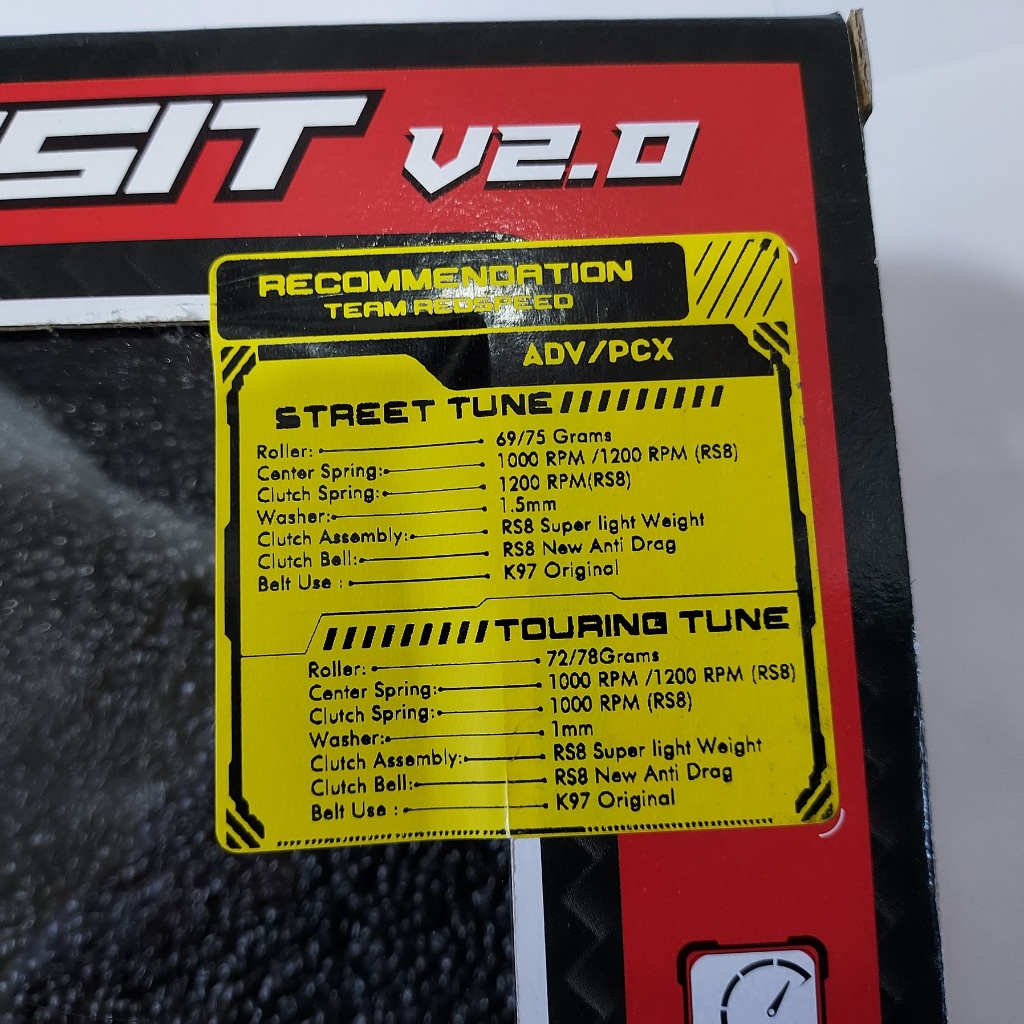 SIT V2.0
RECOMMENDATION
TEAM REDSPEED
ADV/PCX
STREET TUNE
Roller: 69/75 Grams
Center Spring: 1000 RPM /1200 RPM (RS8)
Clutch Spring: 1200 RPM(RS8)
Washer: 1.5mm
Clutch Assembly: RS8 Super light Weight
Clutch Bell: RS8 New Anti Drag
Belt Use : K97 Original
TOURING TUNE
Roller: 72/78Grams
Center Spring: 1000 RPM /1200 RPM (RS8)
Clutch Spring: 1000 RPM (RS8)
Washer: 1mm
Clutch Assembly: RS8 Super light Weight
Clutch Bell: RS8 New Anti Drag
Belt Use : K97 Original